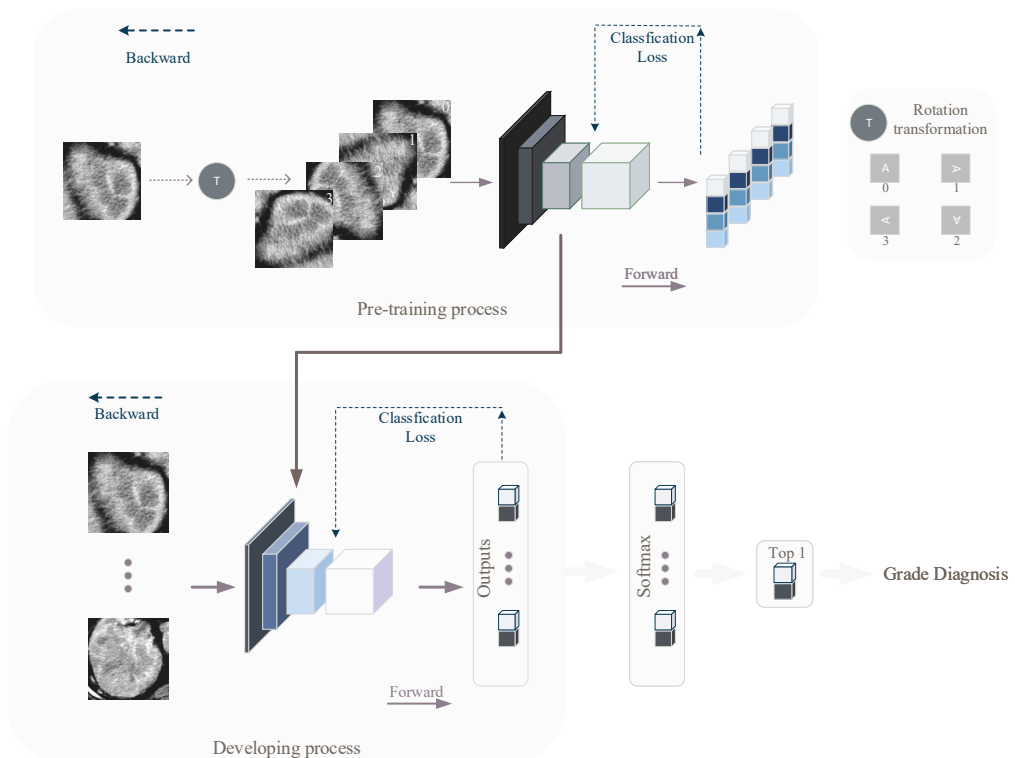 Backward
Classfication
Loss
T
0
1
2
3
Forward
Pre-training process
T
Rotation
transformation
A
0
A
1
A
3
A
2
Backward
Classfication
Loss
Outputs
Softmax
Top 1
Grade Diagnosis
Forward
Developing process